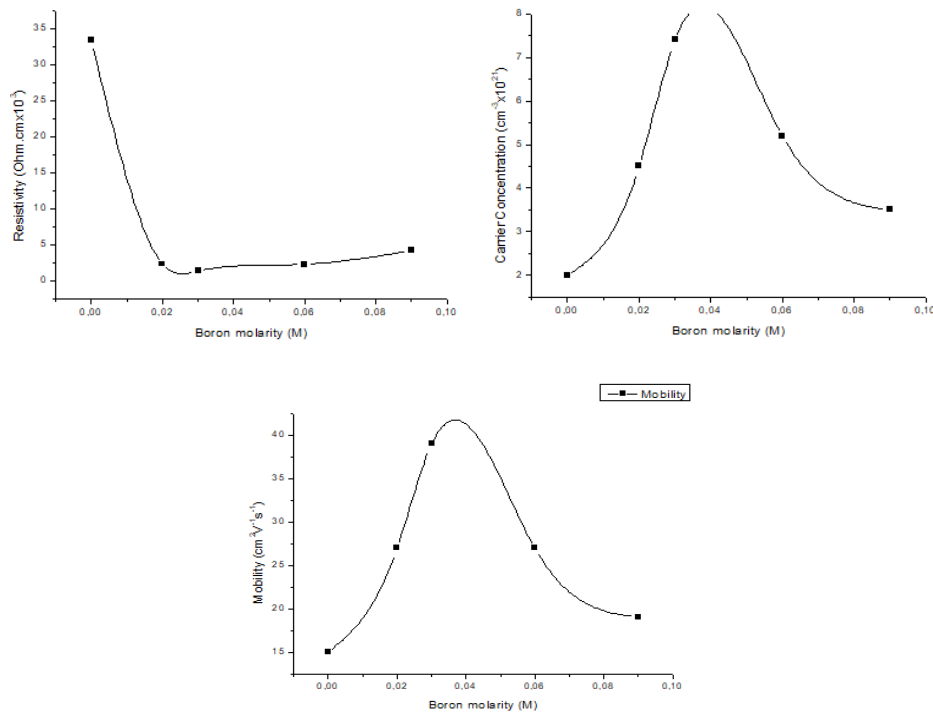 Resistivity (Ohm.cmx10⁻³)
35
30
25
20
15
10
5
0
0,00 0,02 0,04 0,06 0,08 0,10
Boron molarity (M)
Carrier Concentration (cm⁻³x10²¹)
8
7
6
5
4
3
2
0,00 0,02 0,04 0,06 0,08 0,10
Boron molarity (M)
Mobility
Mobility (cm²V⁻¹s⁻¹)
40
35
30
25
20
15
0,00 0,02 0,04 0,06 0,08 0,10
Boron molarity (M)